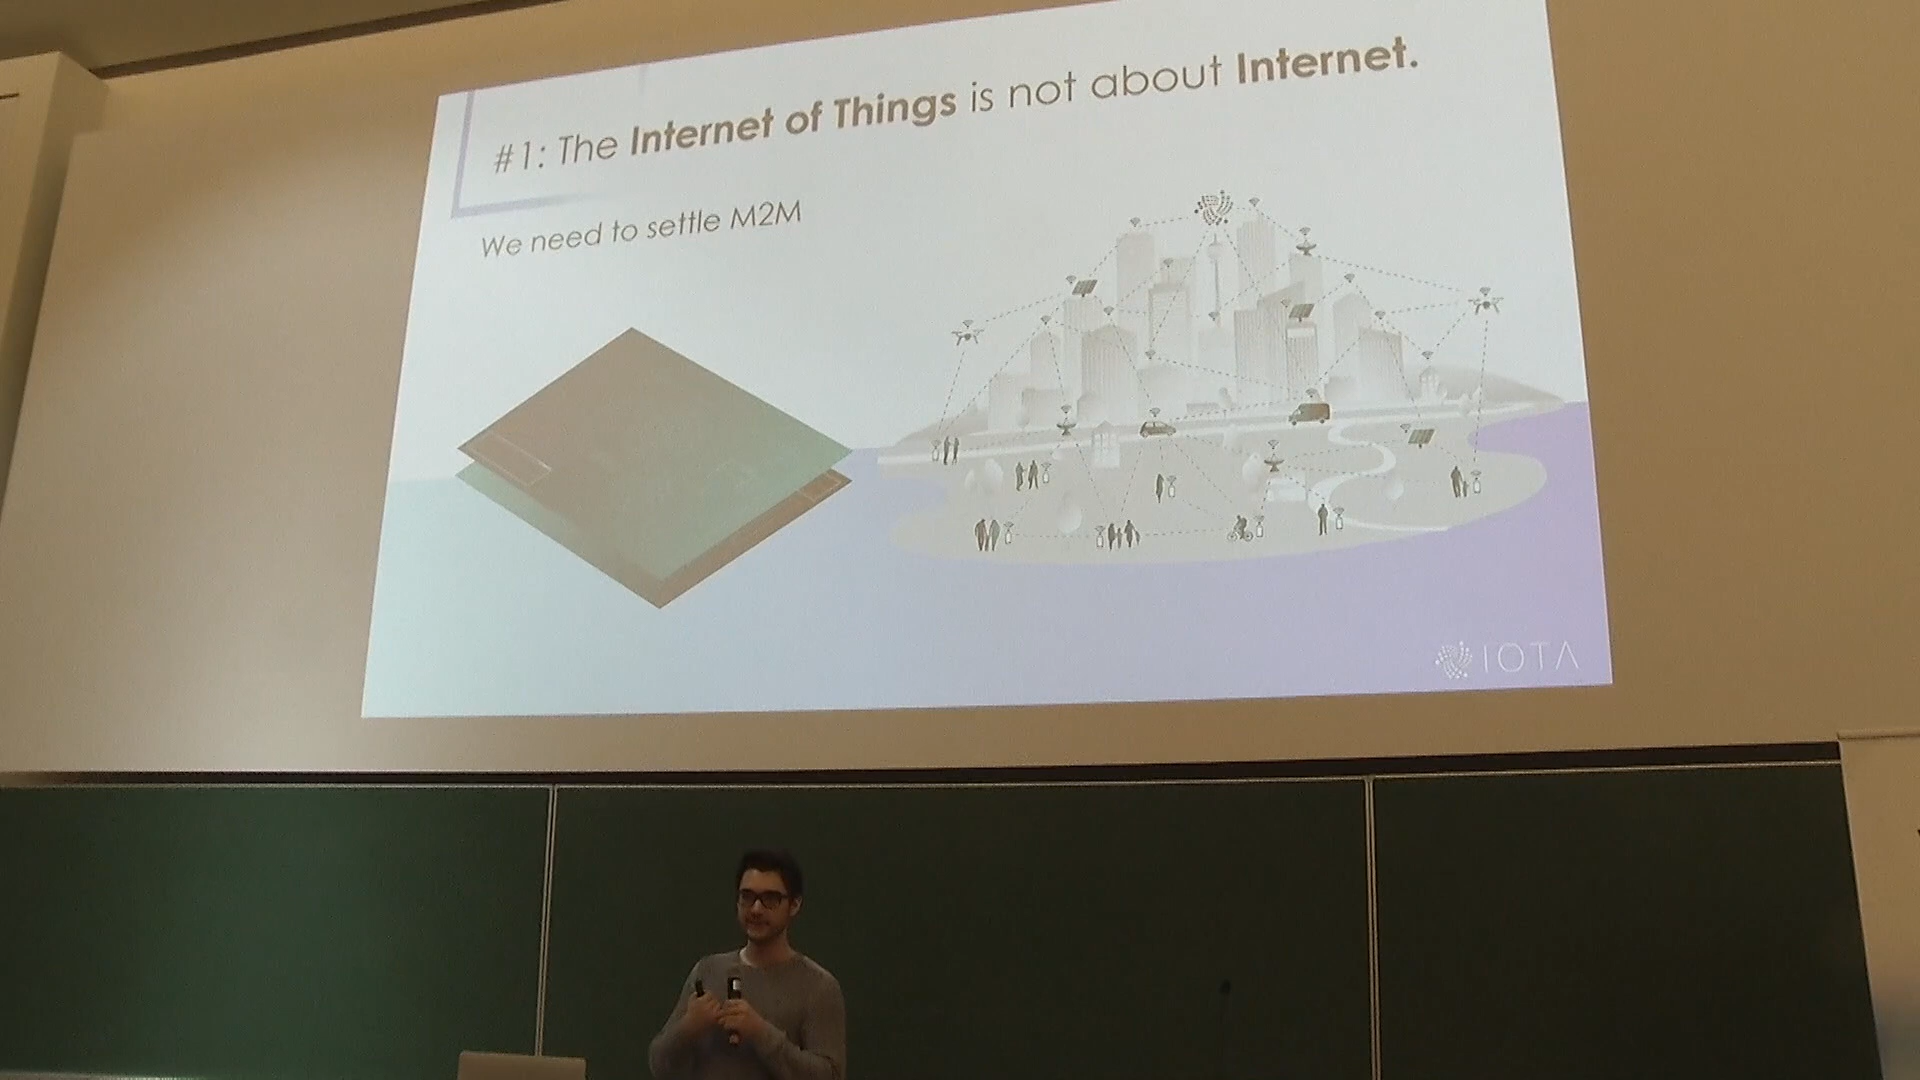 #1: The Internet of Things is not about Internet.
We need to settle M2M
IOTA